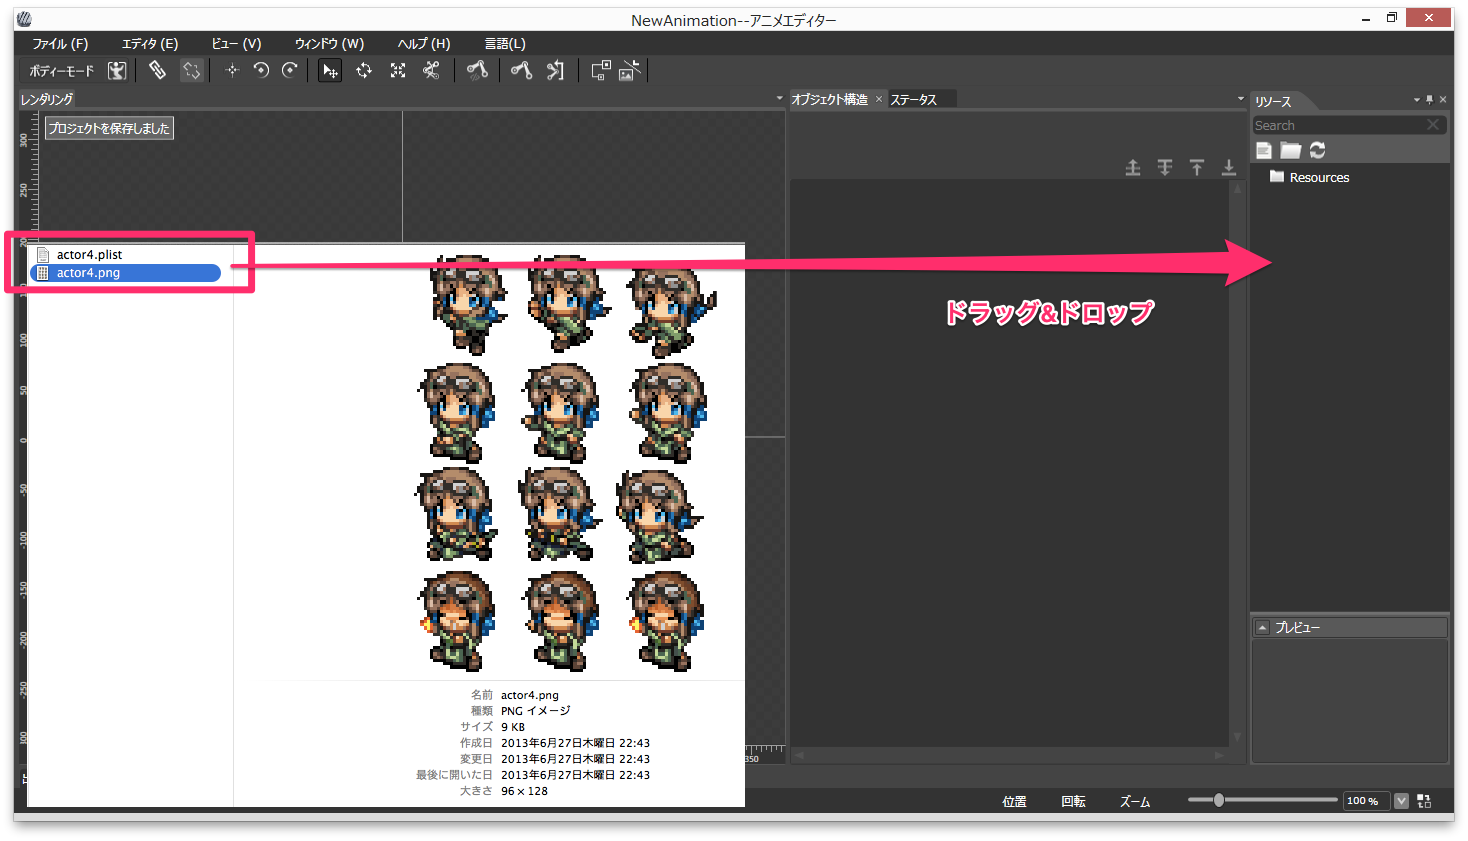 NewAnimation--アニメエディター
ファイル (F) エディタ (E) ビュー (V) ウィンドウ (W) ヘルプ (H) 言語(L)
ボディーモード
レンダリング
オブジェクト構造 × ステータス
リソース
プロジェクトを保存しました
Search
Resources
actor4.plist
actor4.png
ドラッグ&ドロップ
プレビュー
名前 actor4.png
種類 PNG イメージ
サイズ 9 KB
作成日 2013年6月27日木曜日 22:43
変更日 2013年6月27日木曜日 22:43
最後に開いた日 2013年6月27日木曜日 22:43
大きさ 96 × 128
300
250
20
100
50
0
-50
-100
-150
-200
-250
300
350
位置 回転 ズーム 100 %